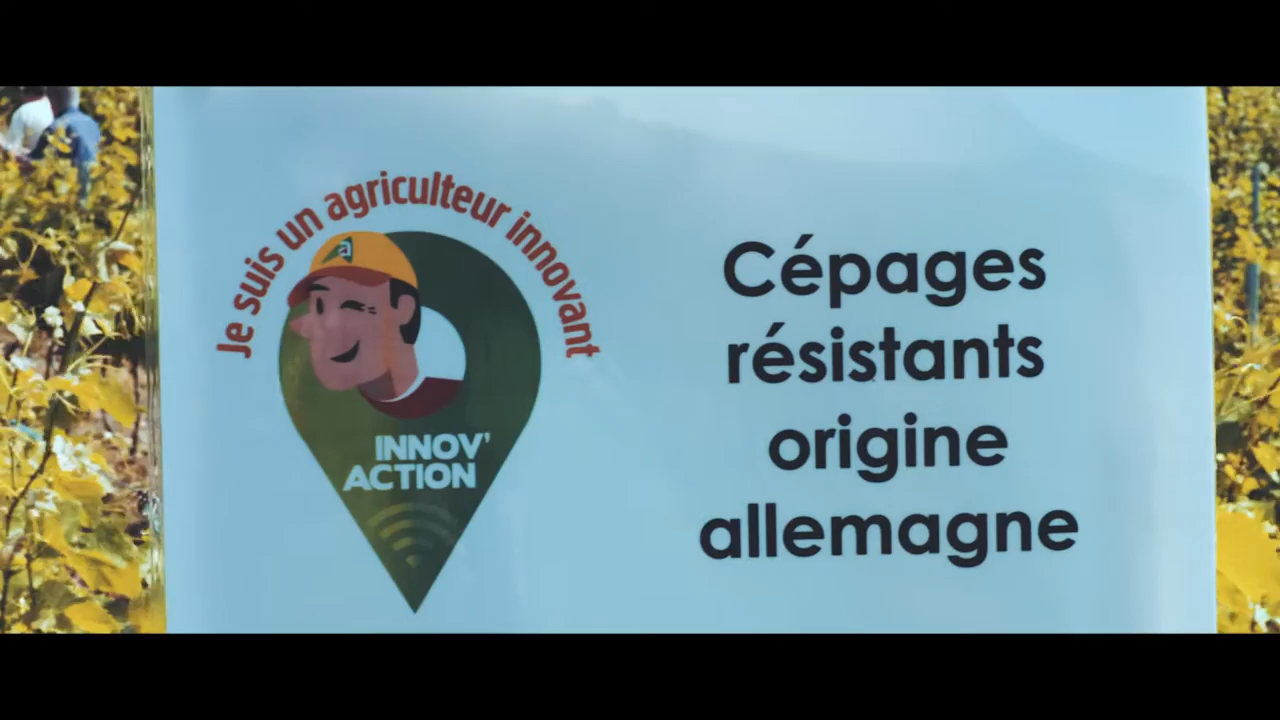 Je suis un agriculteur innovant
INNOV'
ACTION
Cépages
résistants
origine
allemagne